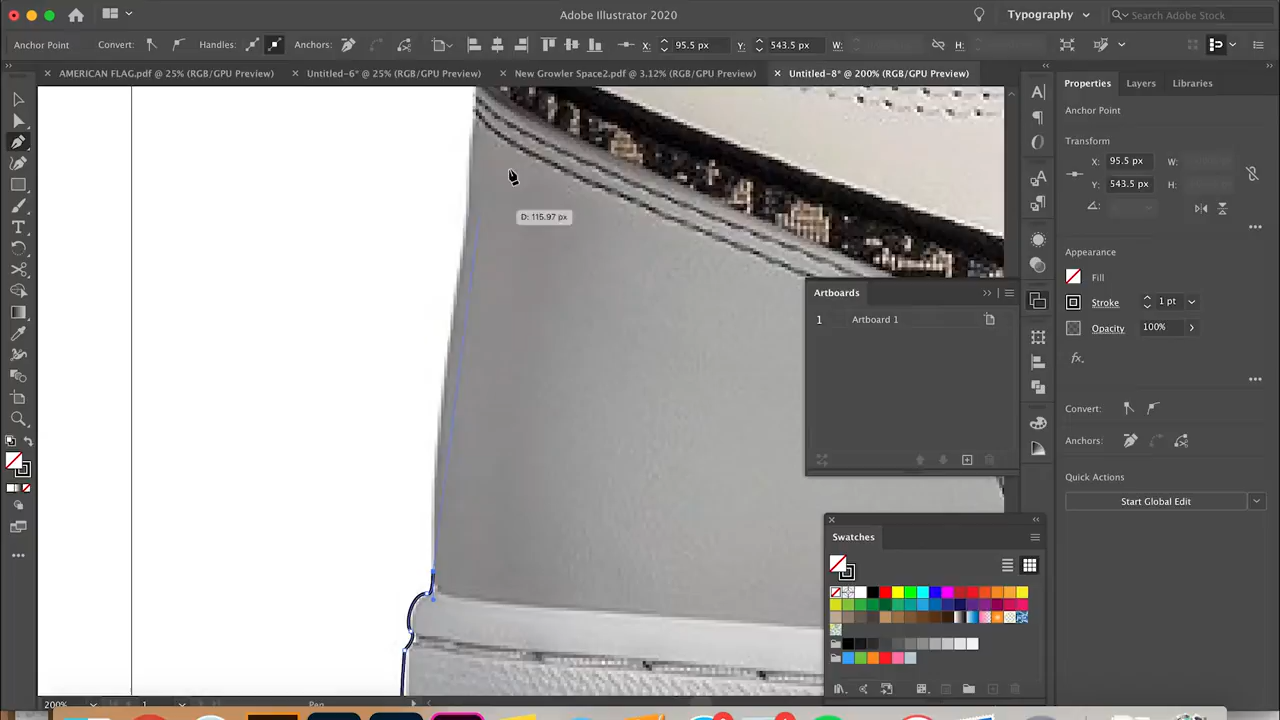 Adobe Illustrator 2020
Typography
Search Adobe Stock
Anchor Point
Convert:
Handles:
Anchors:
X: 95.5 px
Y: 543.5 px
W:
H:
AMERICAN FLAG.pdf @ 25% (RGB/GPU Preview)
Untitled-6* @ 25% (RGB/GPU Preview)
New Growler Space2.pdf @ 3.12% (RGB/GPU Preview)
Untitled-8* @ 200% (RGB/GPU Preview)
Properties
Layers
Libraries
Anchor Point
Transform
X: 95.5 px
W:
Y: 543.5 px
H:
D: 115.97 px
Appearance
Fill
Stroke
1 pt
Opacity
100%
fx.
Artboards
1 Artboard 1
Convert:
Anchors:
Quick Actions
Start Global Edit
Swatches
200%
1
Pen